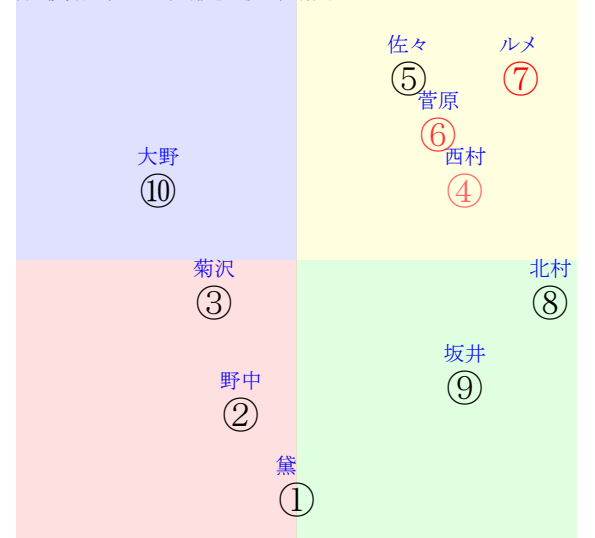 佐々
⑤
ルメ
⑦
菅原
⑥
大野
⑩
西村
④
菊沢
③
北村
⑧
坂井
⑨
野中
②
黛
①